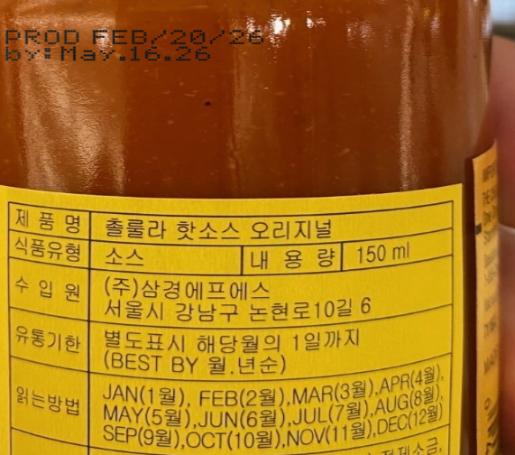 PROD FEB/20/26
by: May.16.26
제 품 명 촐룰라 핫소스 오리지널
식품유형 소스 내 용 량 150 ml
수 입 원 (주)삼경에프에스
서울시 강남구 논현로10길 6
유통기한 별도표시 해당월의 1일까지
(BEST BY 월.년순)
읽는방법 JAN(1월), FEB(2월),MAR(3월),APR(4월),
MAY(5월),JUN(6월),JUL(7월),AUG(8월),
SEP(9월),OCT(10월),NOV(11월),DEC(12월)
정제소금,